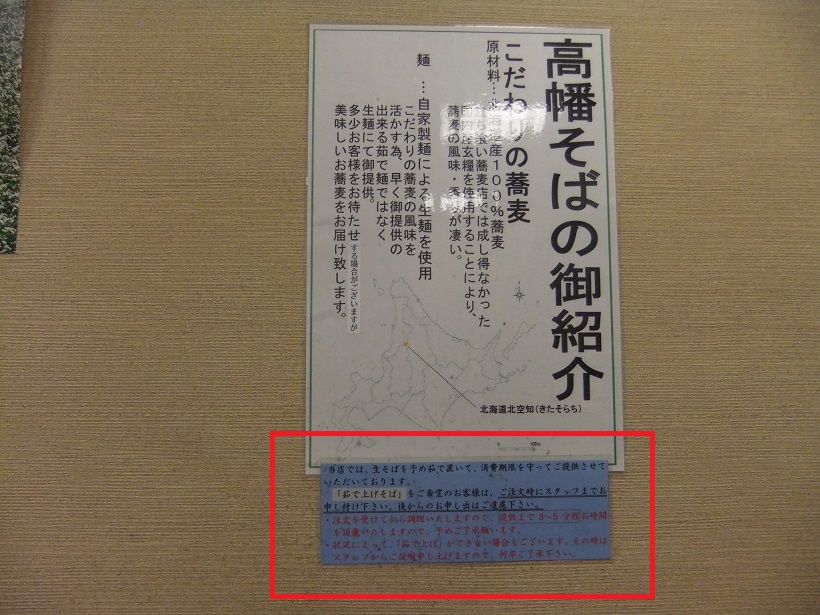 高幡そばの御紹介
こだわりの蕎麦
原材料…北海道産100%蕎麦
立ち喰い蕎麦店では成し得なかった
国内産玄糧を使用することにより、
蕎麦の風味・香りが凄い。
麺 …自家製麺による生麺を使用
こだわりの蕎麦の風味を
活かす為、早く御提供の
出来る茹で麺ではなく
生麺にて御提供。
多少お客様をお待たせする場合がございますが
美味しいお蕎麦をお届け致します。
北海道北空知(きたそらち)
当店では、生そばを予め茹で置いて、消費期限を守ってご提供させて
いただいております。
「茹で上げそば」をご希望のお客様は、ご注文時にスタッフまでお
申し付け下さい。後からのお申し出はご遠慮下さい。
・注文を受けてから調理いたしますので、提供まで3~5分程お時間
を頂戴いたしますので、予めご了承願います。
・状況によって「茹で上げ」ができない場合もございます。その時は
スタッフからご説明申し上げますので、何卒ご了承下さい。